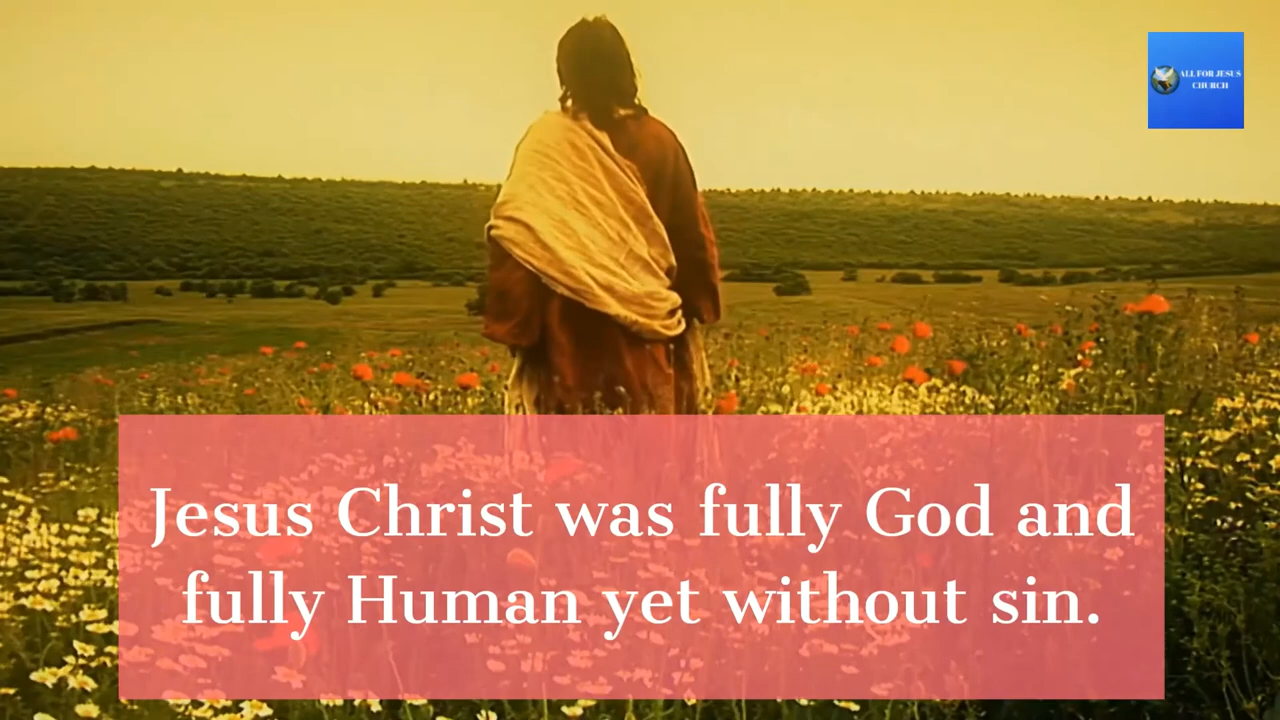 ALL FOR JESUS
CHURCH
Jesus Christ was fully God and
fully Human yet without sin.